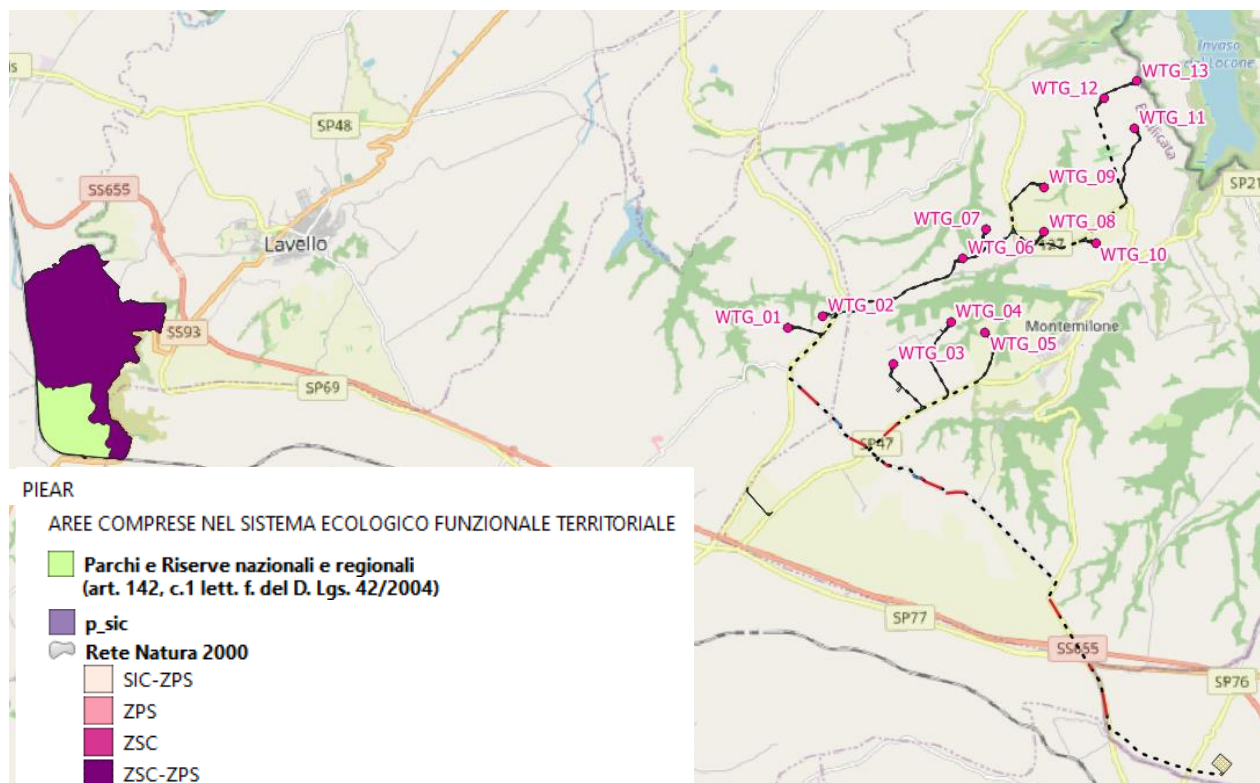 Invaso
del Locone
WTG_13
WTG_12
WTG_11
SP48
SP21
SS655
WTG_09
WTG_07
WTG_08
Lavello
WTG_06
WTG_10
WTG_02
WTG_04
WTG_01
SS93
Montemilone
WTG_05
WTG_03
SP69
SP47
PIEAR
AREE COMPRESE NEL SISTEMA ECOLOGICO FUNZIONALE TERRITORIALE
Parchi e Riserve nazionali e regionali
(art. 142, c.1 lett. f. del D. Lgs. 42/2004)
p_sic
Rete Natura 2000
SIC-ZPS
ZPS
ZSC
ZSC-ZPS
SP77
SS655
SP76